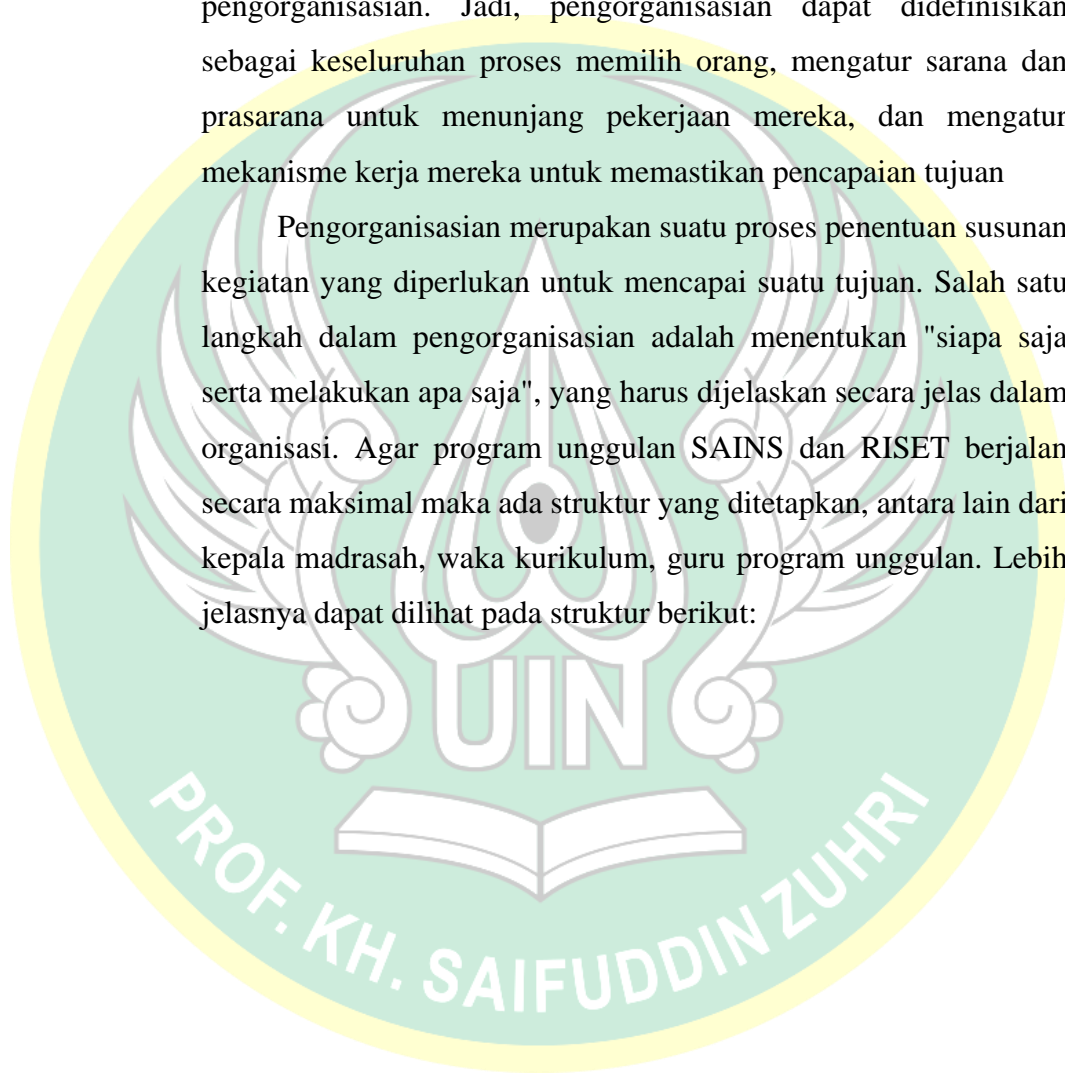 pengorganisasian. Jadi, pengorganisasian dapat didefinisikan
sebagai keseluruhan proses memilih orang, mengatur sarana dan
prasarana untuk menunjang pekerjaan mereka, dan mengatur
mekanisme kerja mereka untuk memastikan pencapaian tujuan
Pengorganisasian merupakan suatu proses penentuan susunan
kegiatan yang diperlukan untuk mencapai suatu tujuan. Salah satu
langkah dalam pengorganisasian adalah menentukan "siapa saja
serta melakukan apa saja", yang harus dijelaskan secara jelas dalam
organisasi. Agar program unggulan SAINS dan RISET berjalan
secara maksimal maka ada struktur yang ditetapkan, antara lain dari
kepala madrasah, waka kurikulum, guru program unggulan. Lebih
jelasnya dapat dilihat pada struktur berikut:
UIN
PROF. KH. SAIFUDDIN ZUHRI